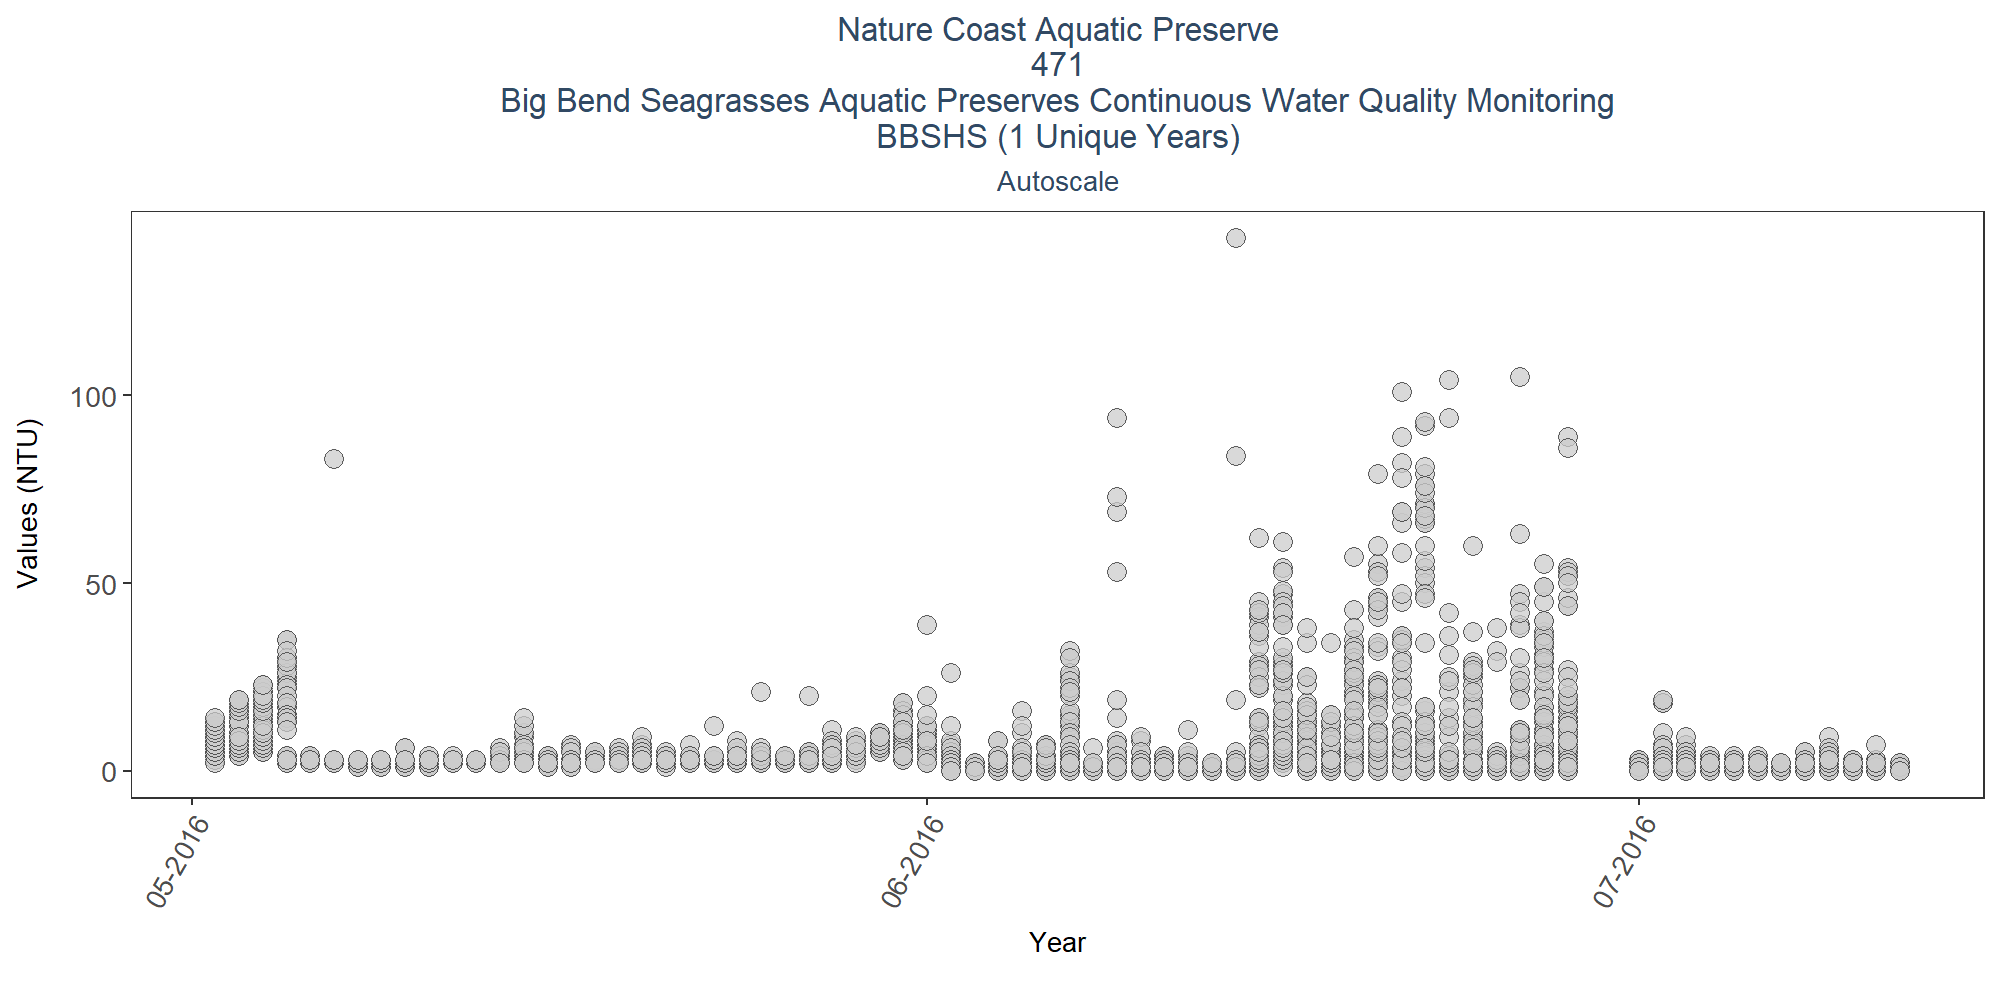 Nature Coast Aquatic Preserve
471
Big Bend Seagrasses Aquatic Preserves Continuous Water Quality Monitoring
BBSHS (1 Unique Years)
Autoscale
Values (NTU)
100
50
0
05-2016
06-2016
07-2016
Year